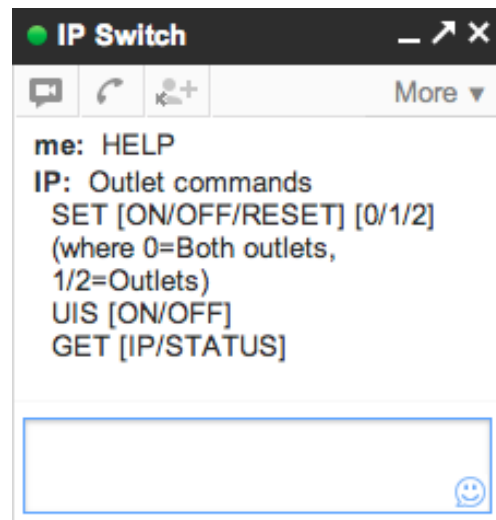 IP Switch
More
me: HELP
IP: Outlet commands
SET [ON/OFF/RESET] [0/1/2]
(where 0=Both outlets,
1/2=Outlets)
UIS [ON/OFF]
GET [IP/STATUS]